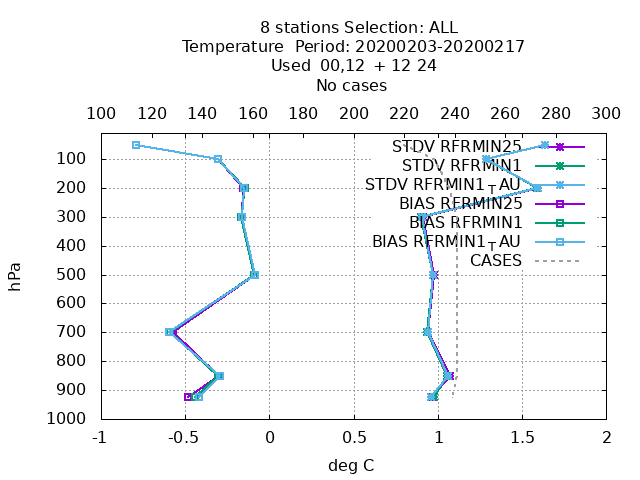 8 stations Selection: ALL
Temperature  Period: 20200203-20200217
Used  00,12  + 12 24
No cases
100 120 140 160 180 200 220 240 260 280 300
STDV RFRMIN25
STDV RFRMIN1
STDV RFRMIN1TAU
BIAS RFRMIN25
BIAS RFRMIN1
BIAS RFRMIN1TAU
CASES
100
200
300
400
500
600
700
800
900
1000
hPa
-1 -0.5 0 0.5 1 1.5 2
deg C